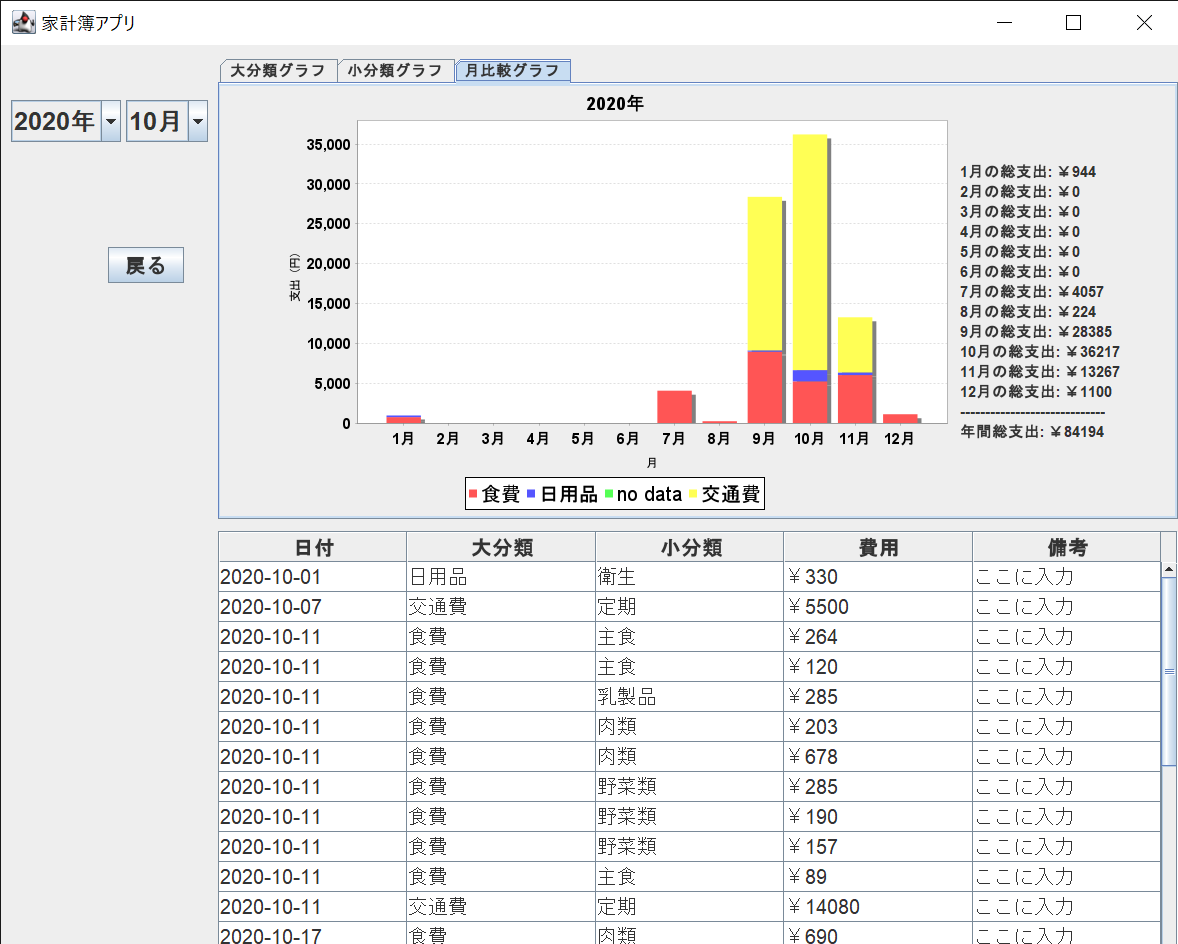 家計簿アプリ
大分類グラフ 小分類グラフ 月比較グラフ
2020年 10月
戻る
2020年
35,000
30,000
25,000
20,000
15,000
10,000
5,000
0
支出（円）
1月 2月 3月 4月 5月 6月 7月 8月 9月 10月 11月 12月
月
食費 日用品 no data 交通費
1月の総支出: ￥944
2月の総支出: ￥0
3月の総支出: ￥0
4月の総支出: ￥0
5月の総支出: ￥0
6月の総支出: ￥0
7月の総支出: ￥4057
8月の総支出: ￥224
9月の総支出: ￥28385
10月の総支出: ￥36217
11月の総支出: ￥13267
12月の総支出: ￥1100
-----------------------------
年間総支出: ￥84194
日付 大分類 小分類 費用 備考
2020-10-01 日用品 衛生 ￥330 ここに入力
2020-10-07 交通費 定期 ￥5500 ここに入力
2020-10-11 食費 主食 ￥264 ここに入力
2020-10-11 食費 主食 ￥120 ここに入力
2020-10-11 食費 乳製品 ￥285 ここに入力
2020-10-11 食費 肉類 ￥203 ここに入力
2020-10-11 食費 肉類 ￥678 ここに入力
2020-10-11 食費 野菜類 ￥285 ここに入力
2020-10-11 食費 野菜類 ￥190 ここに入力
2020-10-11 食費 野菜類 ￥157 ここに入力
2020-10-11 食費 主食 ￥89 ここに入力
2020-10-11 交通費 定期 ￥14080 ここに入力
2020-10-17 食費 肉類 ￥690 ここに入力